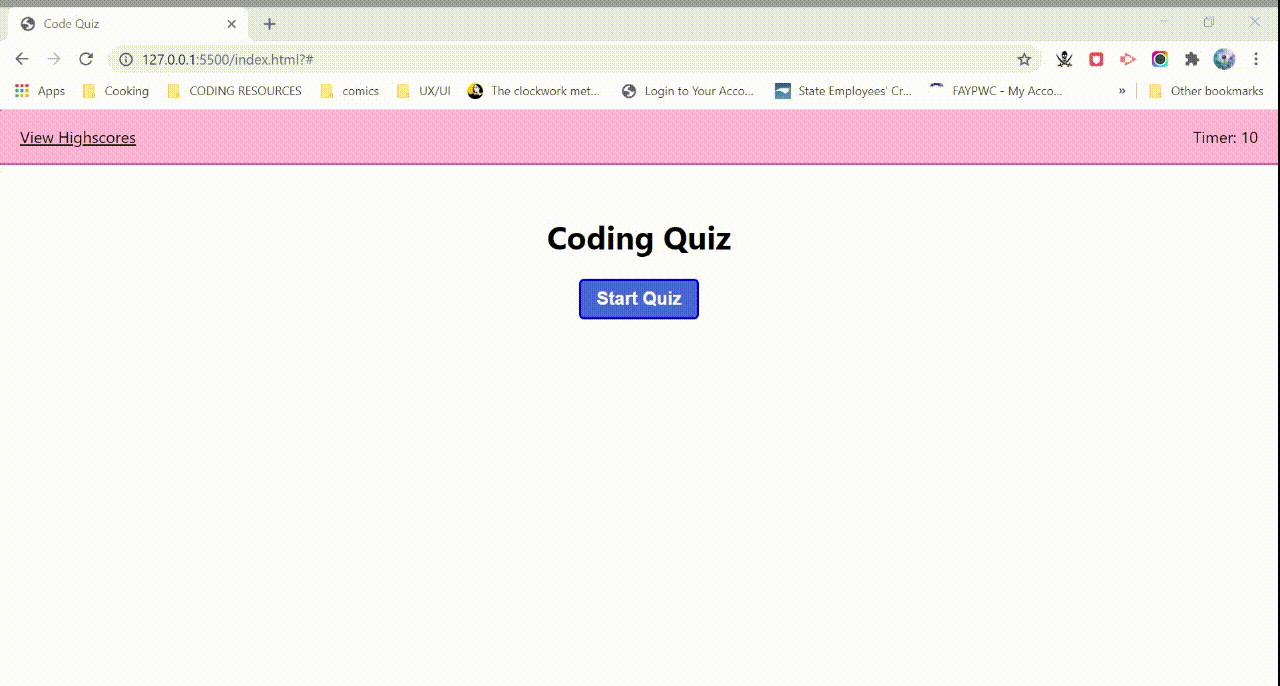 Code Quiz
127.0.0.1:5500/index.html?#
Apps Cooking CODING RESOURCES comics UX/UI The clockwork met... Login to Your Acco... State Employees' Cr... FAYPWC - My Acco... » Other bookmarks
View Highscores Timer: 10
Coding Quiz
Start Quiz